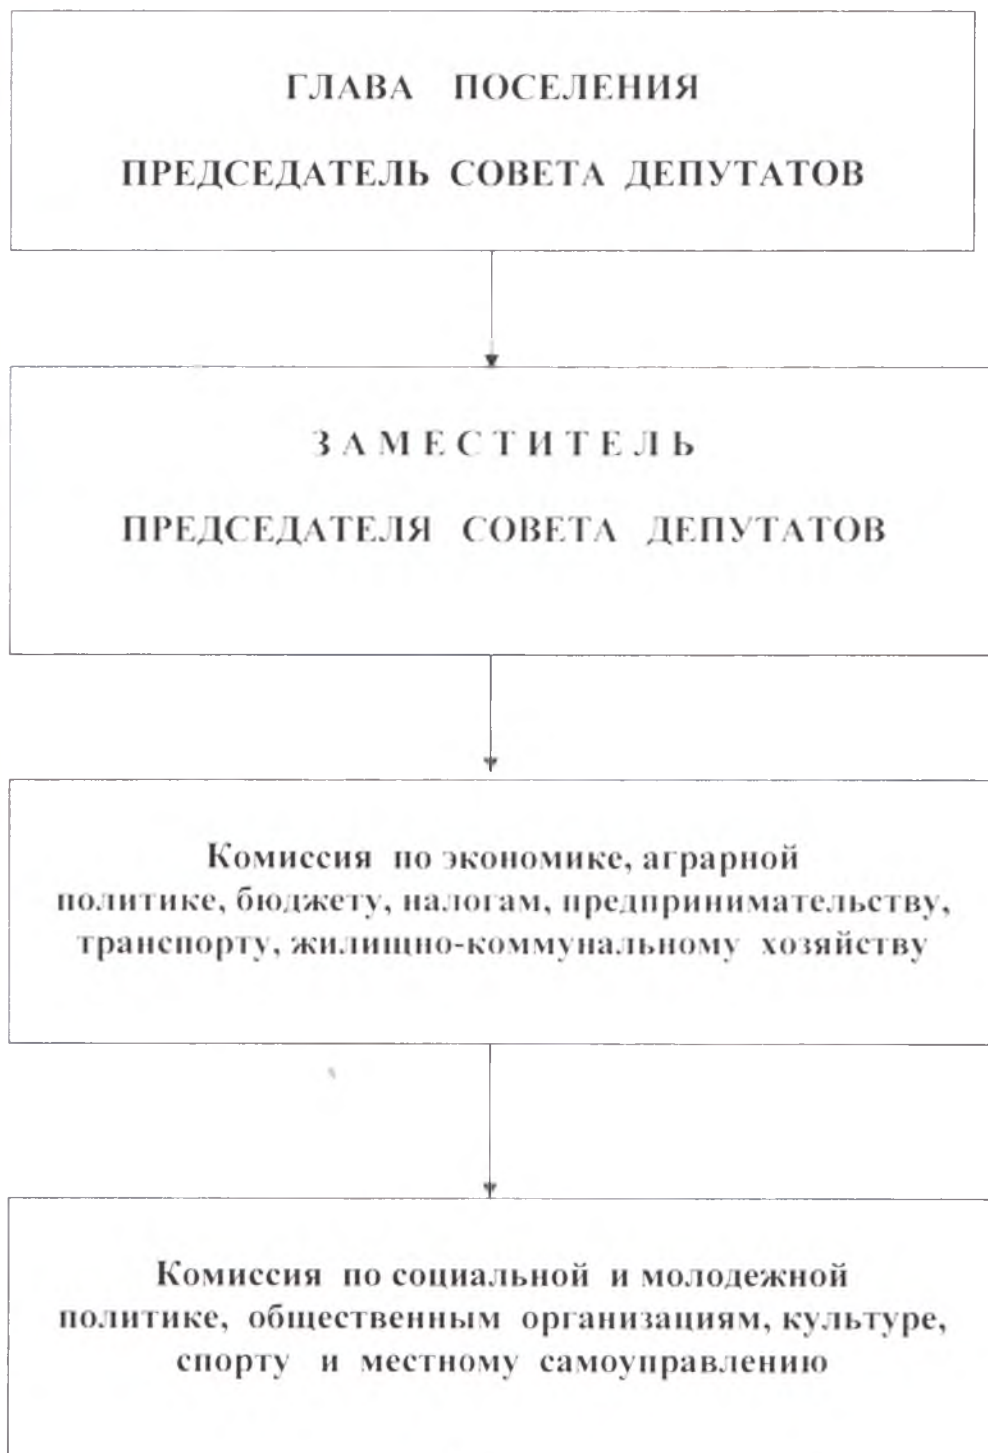 ГЛАВА ПОСЕЛЕНИЯ
ПРЕДСЕДАТЕЛЬ СОВЕТА ДЕПУТАТОВ
З А М Е С Т И Т Е Л Ь
ПРЕДСЕДАТЕЛЯ СОВЕТА ДЕПУТАТОВ
Комиссия по экономике, аграрной
политике, бюджету, налогам, предпринимательству,
транспорту, жилищно-коммунальному хозяйству
Комиссия по социальной и молодежной
политике, общественным организациям, культуре,
спорту и местному самоуправлению